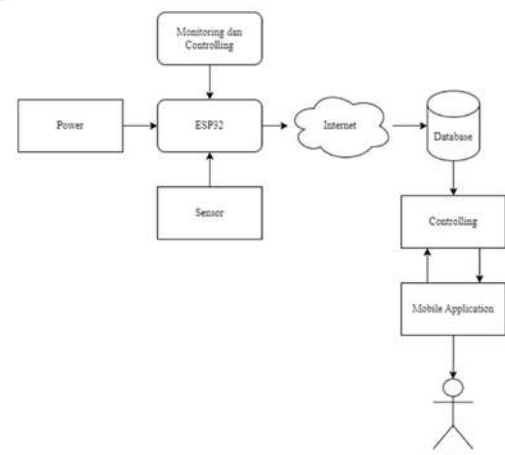 Monitoring dan
Controlling
Power
ESP32
Internet
Database
Sensor
Controlling
Mobile Application